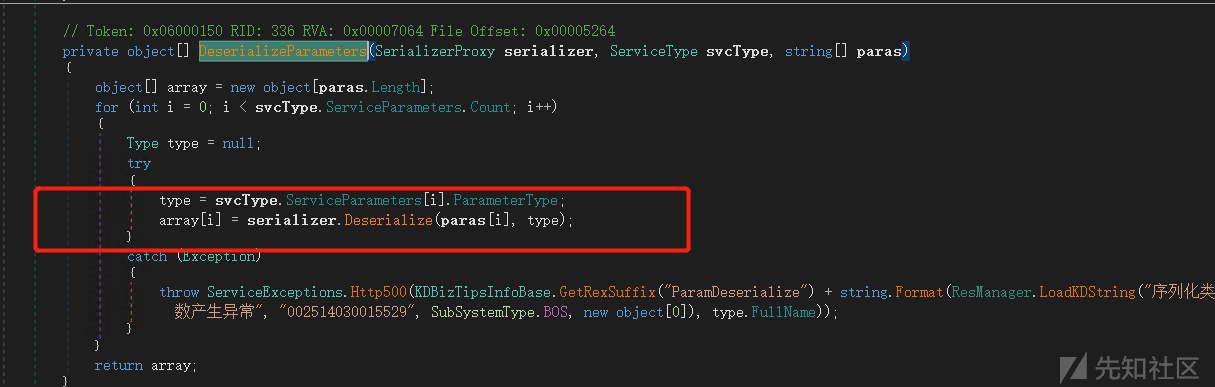 // Token: 0x06000150 RID: 336 RVA: 0x00007064 File Offset: 0x00005264
private object[] DeserializeParameters(SerializerProxy serializer, ServiceType svcType, string[] paras)
{
object[] array = new object[paras.Length];
for (int i = 0; i < svcType.ServiceParameters.Count; i++)
{
Type type = null;
try
{
type = svcType.ServiceParameters[i].ParameterType;
array[i] = serializer.Deserialize(paras[i], type);
}
catch (Exception)
{
throw ServiceExceptions.Http500(KDBizTipsInfoBase.GetRexSuffix("ParamDeserialize") + string.Format(ResManager.LoadKDString("序列化类
数产生异常", "002514030015529", SubSystemType.BOS, new object[0]), type.FullName));
}
}
return array;
}
先知社区